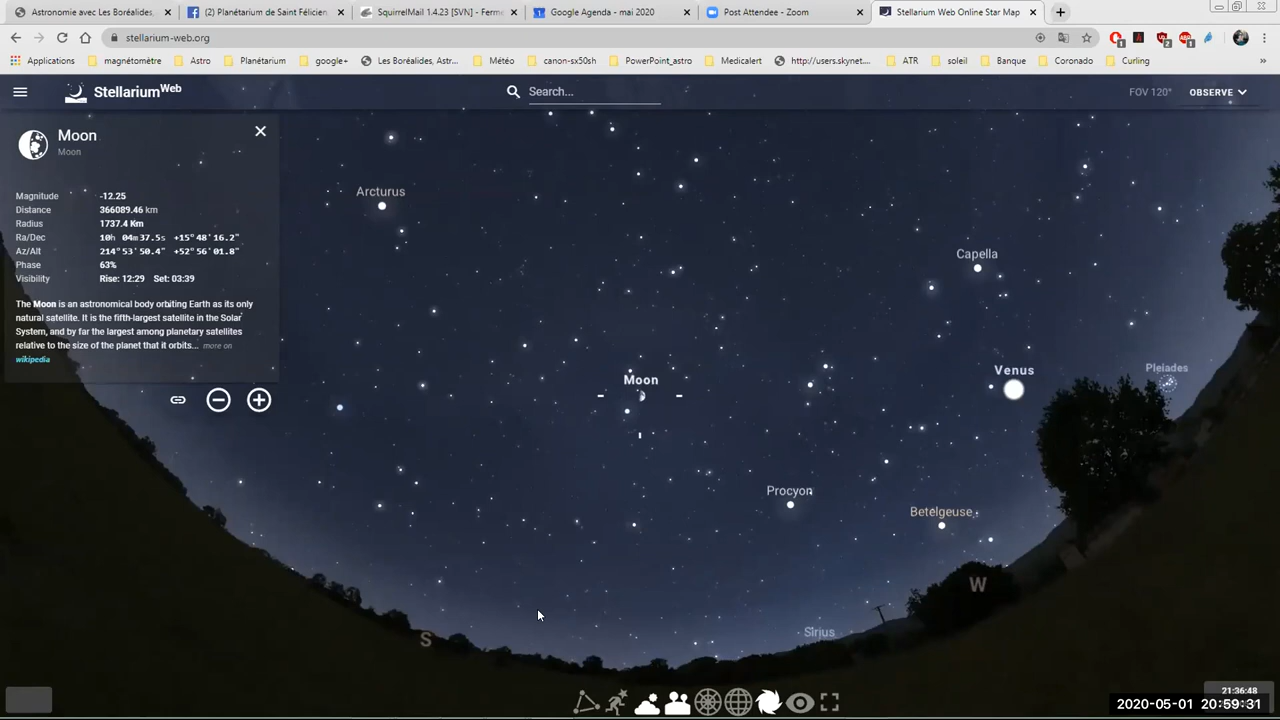 Astronomie avec Les Boréalides,
(2) Planétarium de Saint Félicien,
SquirrelMail 1.4.23 [SVN] - Ferme
Google Agenda - mai 2020
Post Attendee - Zoom
Stellarium Web Online Star Map
stellarium-web.org
Applications magnétomètre Astro Planétarium google+ Les Boréalides, Astr... Météo canon-sx50sh PowerPoint_astro Medicalert http://users.skynet.... ATR soleil Banque Coronado Curling »
StellariumWeb Search... FOV 120° OBSERVE
Moon
Moon
Magnitude -12.25
Distance 366089.46 km
Radius 1737.4 Km
Ra/Dec 10h 04m 37.5s +15°48'16.2"
Az/Alt 214°53'50.4" +52°56'01.8"
Phase 63%
Visibility Rise: 12:29 Set: 03:39
The Moon is an astronomical body orbiting Earth as its only
natural satellite. It is the fifth-largest satellite in the Solar
System, and by far the largest among planetary satellites
relative to the size of the planet that it orbits... more on
wikipedia
Arcturus
Capella
Moon
Venus
Pleiades
Procyon
Betelgeuse
W
Sirius
S
21:36:48
2020-05-01 20:59:31